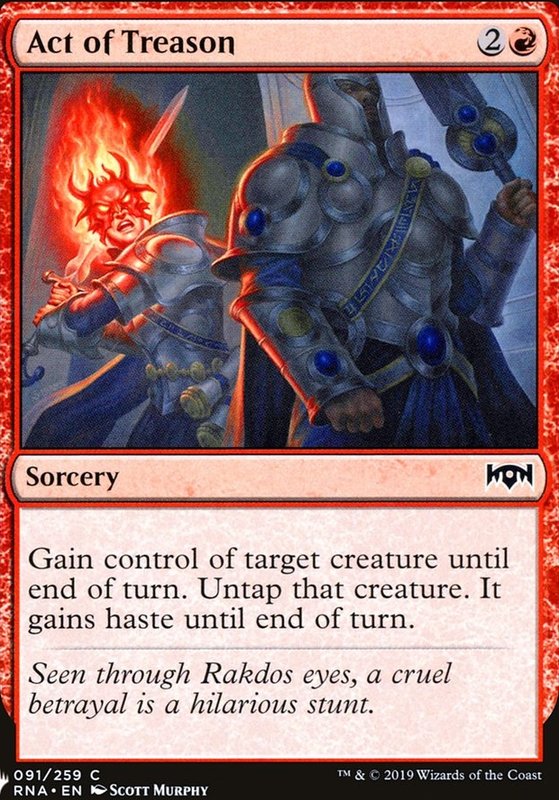 Act of Treason 2
Sorcery
Gain control of target creature until
end of turn. Untap that creature. It
gains haste until end of turn.
Seen through Rakdos eyes, a cruel
betrayal is a hilarious stunt.
091/259 C
RNA • EN Scott Murphy
™ & © 2019 Wizards of the Coast